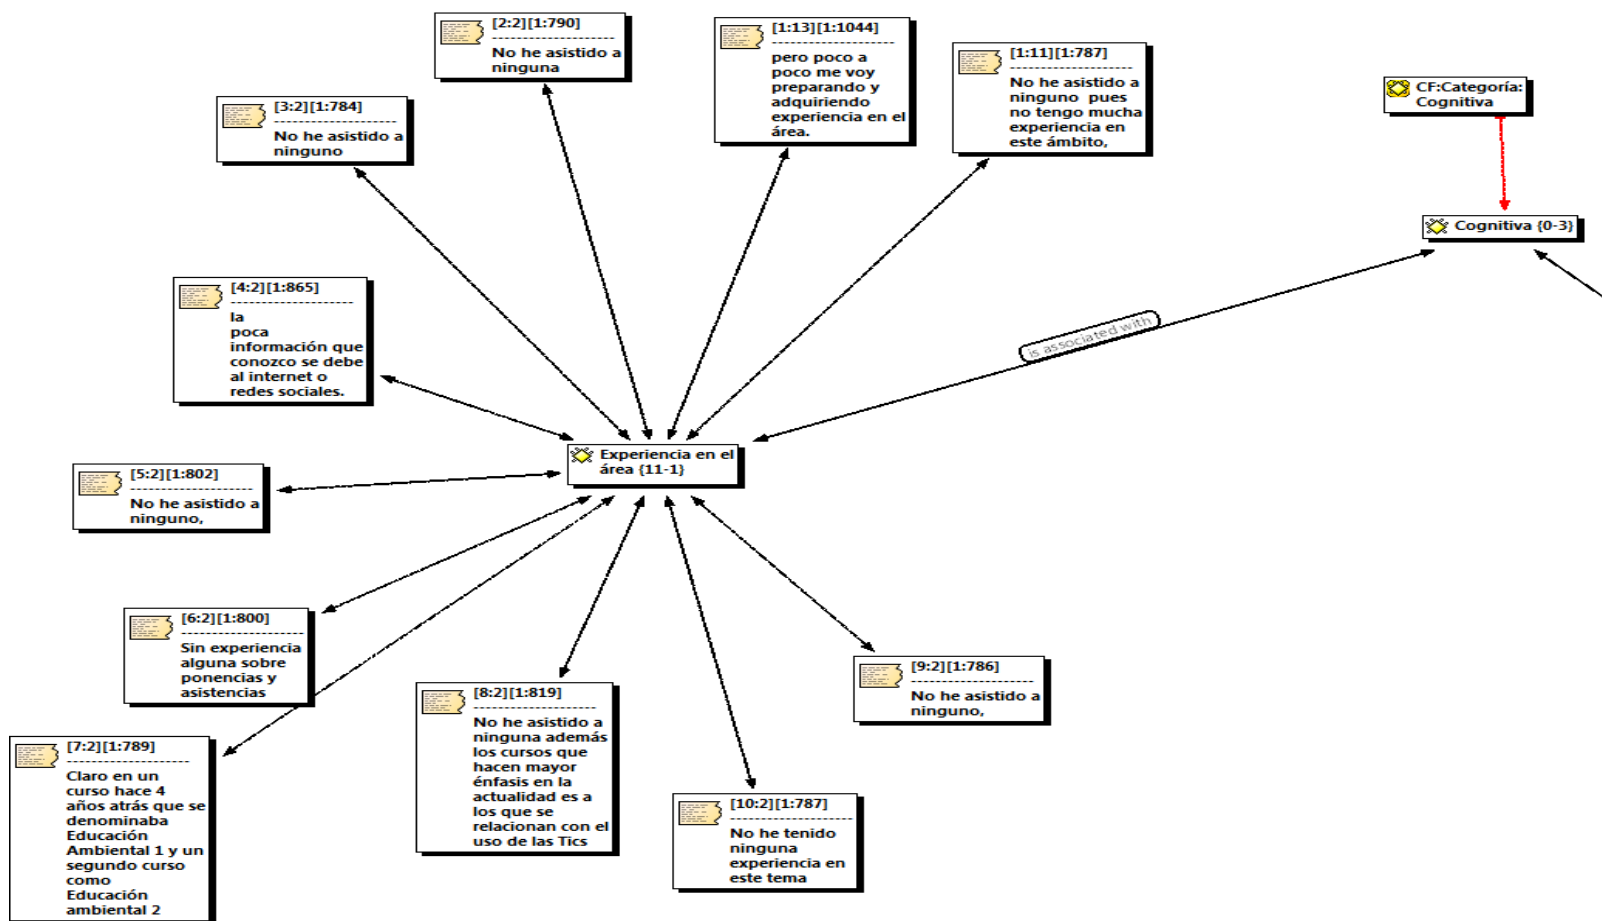 [2:2][1:790]
No he asistido a
ninguna
[1:13][1:1044]
pero poco a
poco me voy
preparando y
adquiriendo
experiencia en el
área.
[1:11][1:787]
No he asistido a
ninguno pues
no tengo mucha
experiencia en
este ámbito,
CF:Categoría:
Cognitiva
[3:2][1:784]
No he asistido a
ninguno
Cognitiva {0-3}
[4:2][1:865]
la
poca
información que
conozco se debe
al internet o
redes sociales.
is associated with
Experiencia en el
área {11-1}
[5:2][1:802]
No he asistido a
ninguno,
[6:2][1:800]
Sin experiencia
alguna sobre
ponencias y
asistencias
[9:2][1:786]
No he asistido a
ninguno,
[8:2][1:819]
No he asistido a
ninguna además
los cursos que
hacen mayor
énfasis en la
actualidad es a
los que se
relacionan con el
uso de las Tics
[7:2][1:789]
Claro en un
curso hace 4
años atrás que se
denominaba
Educación
Ambiental 1 y un
segundo curso
como
Educación
ambiental 2
[10:2][1:787]
No he tenido
ninguna
experiencia en
este tema